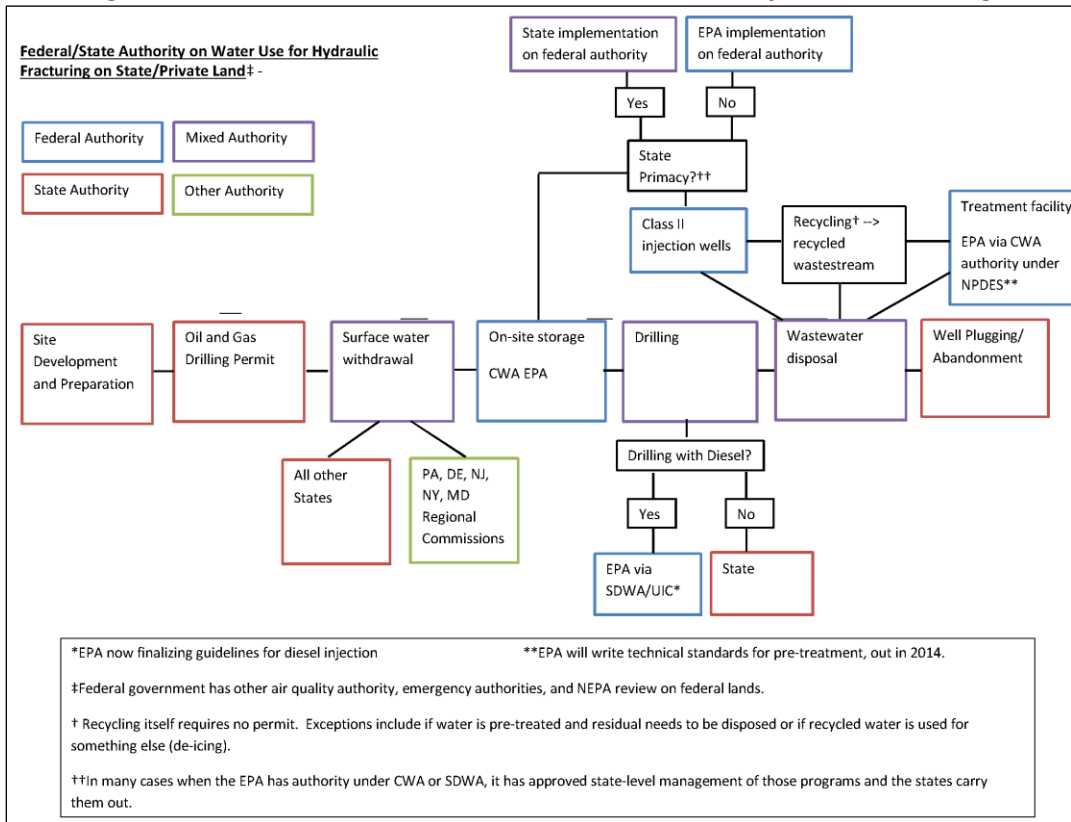 Federal/State Authority on Water Use for Hydraulic
Fracturing on State/Private Land‡ -
State implementation
on federal authority
EPA implementation
on federal authority
Yes
No
Federal Authority
Mixed Authority
State Authority
Other Authority
State
Primacy?††
Class II
injection wells
Recycling† -->
recycled
wastestream
Treatment facility
EPA via CWA
authority under
NPDES**
Site
Development
and Preparation
Oil and Gas
Drilling Permit
Surface water
withdrawal
On-site storage
CWA EPA
Drilling
Wastewater
disposal
Well Plugging/
Abandonment
All other
States
PA, DE, NJ,
NY, MD
Regional
Commissions
Drilling with Diesel?
Yes
No
EPA via
SDWA/UIC*
State
*EPA now finalizing guidelines for diesel injection
**EPA will write technical standards for pre-treatment, out in 2014.
‡Federal government has other air quality authority, emergency authorities, and NEPA review on federal lands.
† Recycling itself requires no permit.  Exceptions include if water is pre-treated and residual needs to be disposed or if recycled water is used for
something else (de-icing).
††In many cases when the EPA has authority under CWA or SDWA, it has approved state-level management of those programs and the states carry
them out.